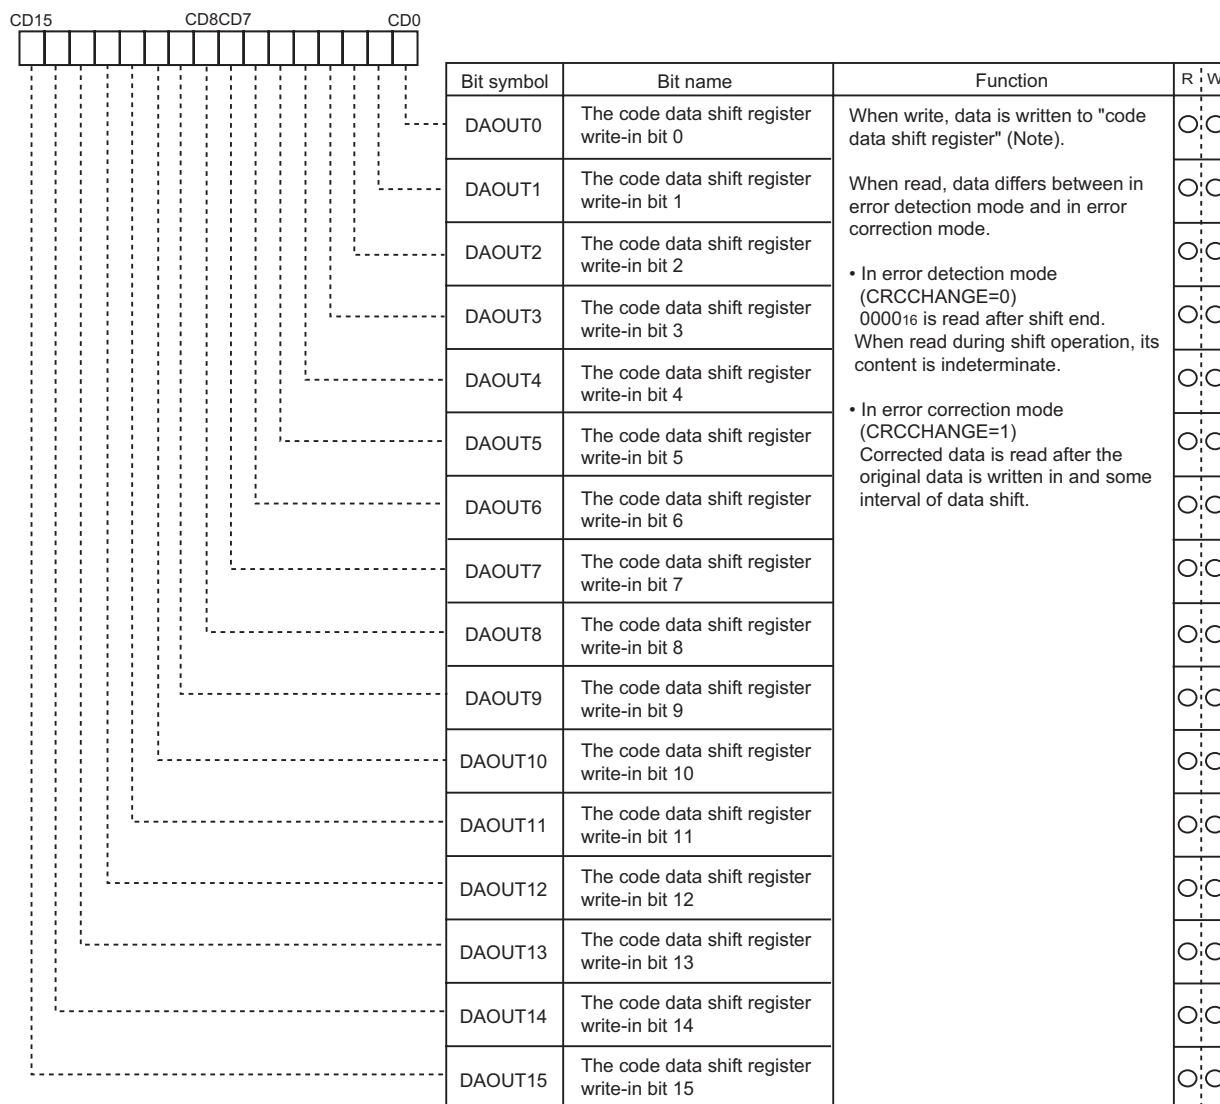 CD15 CD8CD7 CD0
Bit symbol Bit name Function R W
DAOUT0 The code data shift register
write-in bit 0
DAOUT1 The code data shift register
write-in bit 1
DAOUT2 The code data shift register
write-in bit 2
DAOUT3 The code data shift register
write-in bit 3
DAOUT4 The code data shift register
write-in bit 4
DAOUT5 The code data shift register
write-in bit 5
DAOUT6 The code data shift register
write-in bit 6
DAOUT7 The code data shift register
write-in bit 7
DAOUT8 The code data shift register
write-in bit 8
DAOUT9 The code data shift register
write-in bit 9
DAOUT10 The code data shift register
write-in bit 10
DAOUT11 The code data shift register
write-in bit 11
DAOUT12 The code data shift register
write-in bit 12
DAOUT13 The code data shift register
write-in bit 13
DAOUT14 The code data shift register
write-in bit 14
DAOUT15 The code data shift register
write-in bit 15
When write, data is written to "code
data shift register" (Note).
When read, data differs between in
error detection mode and in error
correction mode.
• In error detection mode
(CRCCHANGE=0)
000016 is read after shift end.
When read during shift operation, its
content is indeterminate.
• In error correction mode
(CRCCHANGE=1)
Corrected data is read after the
original data is written in and some
interval of data shift.